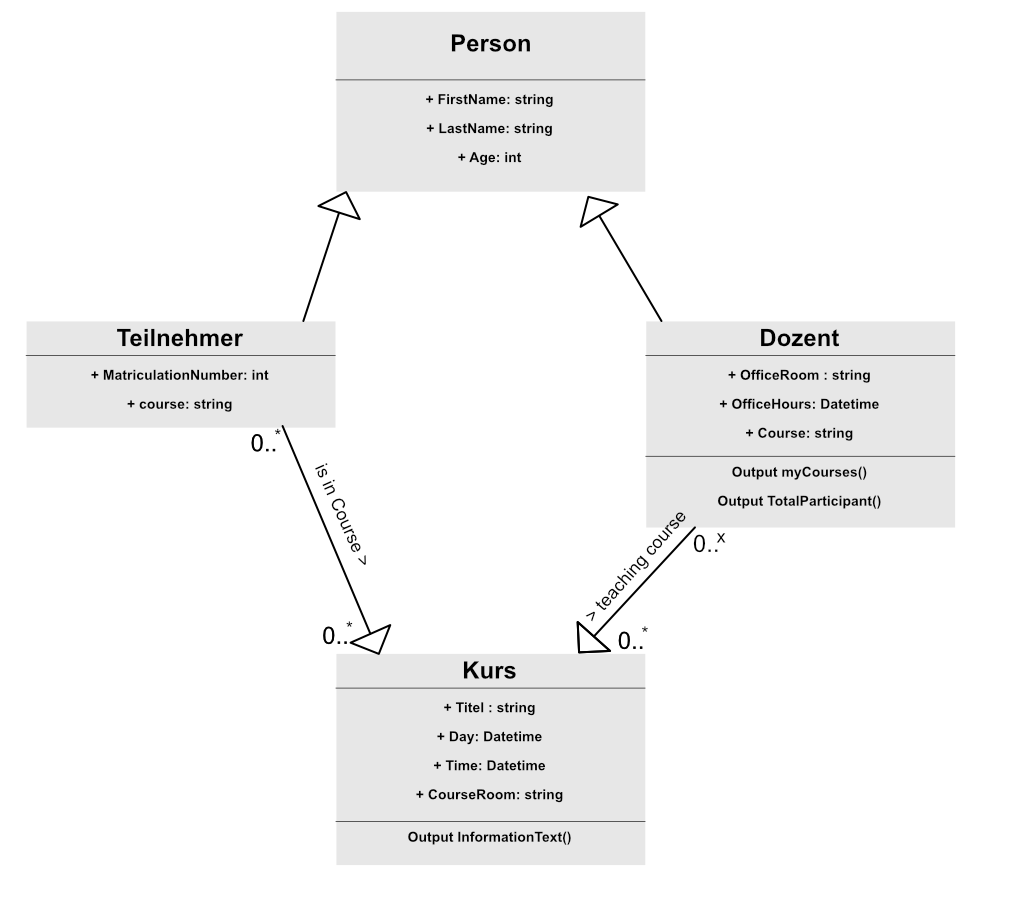 Person
+ FirstName: string
+ LastName: string
+ Age: int
Teilnehmer
+ MatriculationNumber: int
+ course: string
Dozent
+ OfficeRoom : string
+ OfficeHours: Datetime
+ Course: string
Output myCourses()
Output TotalParticipant()
0..*
is in Course >
0..*
0..x
> teaching course
0..*
Kurs
+ Titel : string
+ Day: Datetime
+ Time: Datetime
+ CourseRoom: string
Output InformationText()